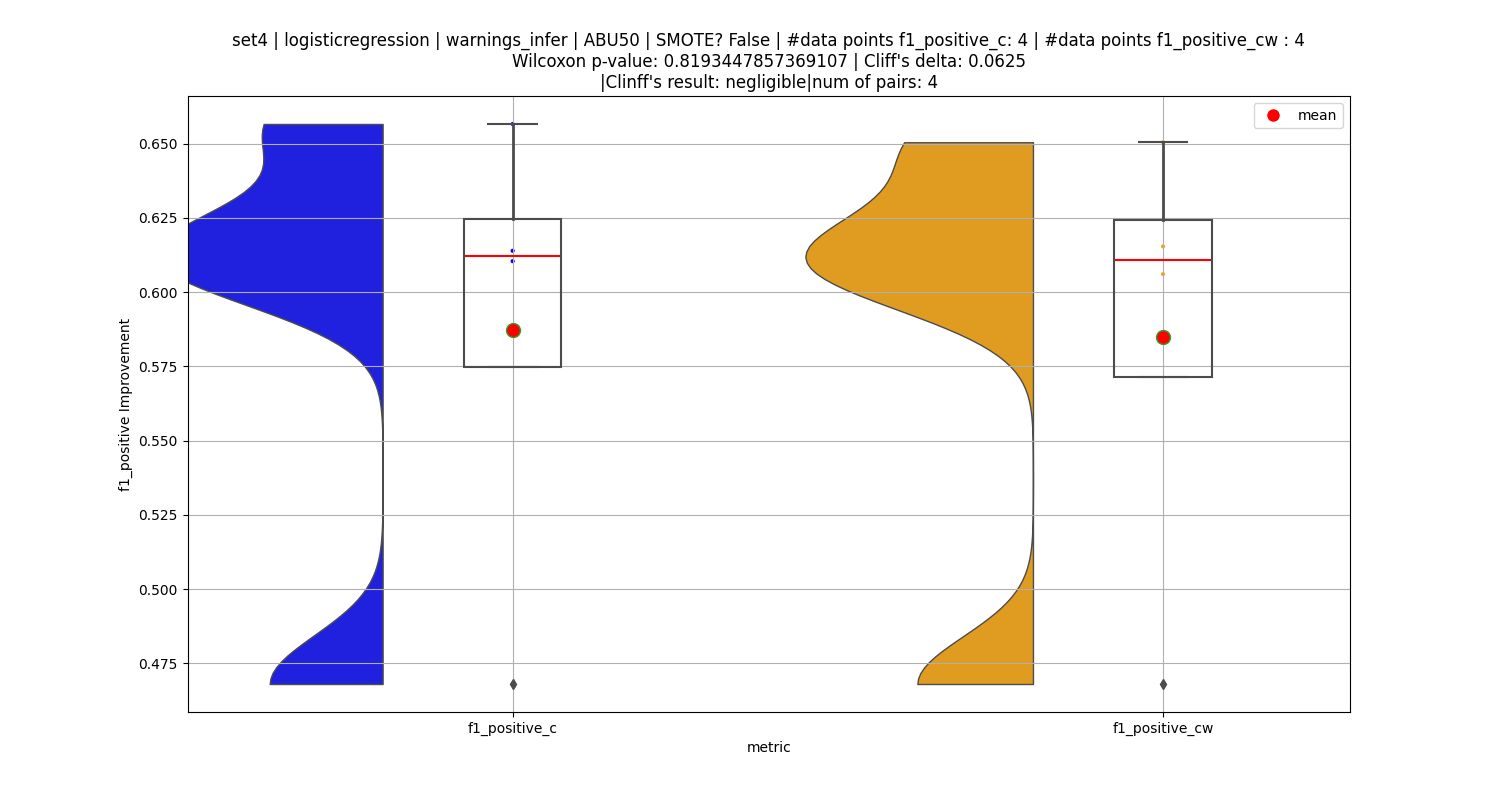 set4 | logisticregression | warnings_infer | ABU50 | SMOTE? False | #data points f1_positive_c: 4 | #data points f1_positive_cw : 4
Wilcoxon p-value: 0.8193447857369107 | Cliff's delta: 0.0625
|Clinff's result: negligible|num of pairs: 4
mean
0.650
0.625
0.600
0.575
0.550
0.525
0.500
0.475
f1_positive Improvement
f1_positive_c
f1_positive_cw
metric